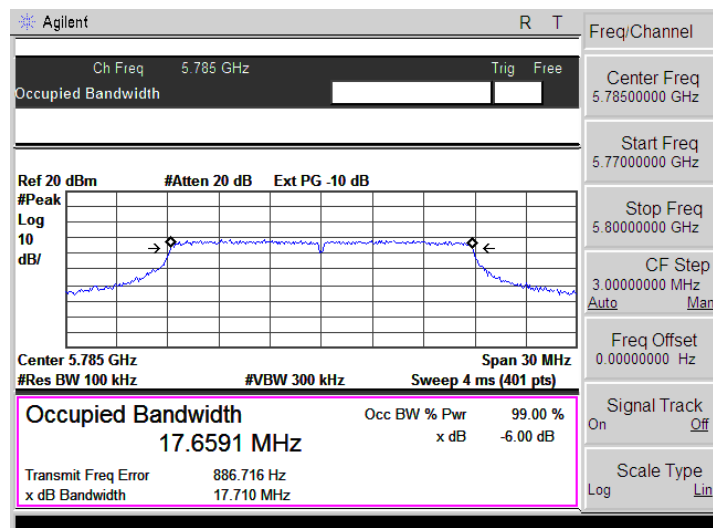 Agilent R T
Freq/Channel
Ch Freq 5.785 GHz Trig Free
Occupied Bandwidth
Center Freq
5.78500000 GHz
Start Freq
5.77000000 GHz
Stop Freq
5.80000000 GHz
CF Step
3.00000000 MHz
Auto Man
Freq Offset
0.00000000 Hz
Signal Track
On Off
Scale Type
Log Lin
Ref 20 dBm #Atten 20 dB Ext PG -10 dB
#Peak
Log
10
dB/
Center 5.785 GHz Span 30 MHz
#Res BW 100 kHz #VBW 300 kHz Sweep 4 ms (401 pts)
Occupied Bandwidth Occ BW % Pwr 99.00 %
17.6591 MHz x dB -6.00 dB
Transmit Freq Error 886.716 Hz
x dB Bandwidth 17.710 MHz